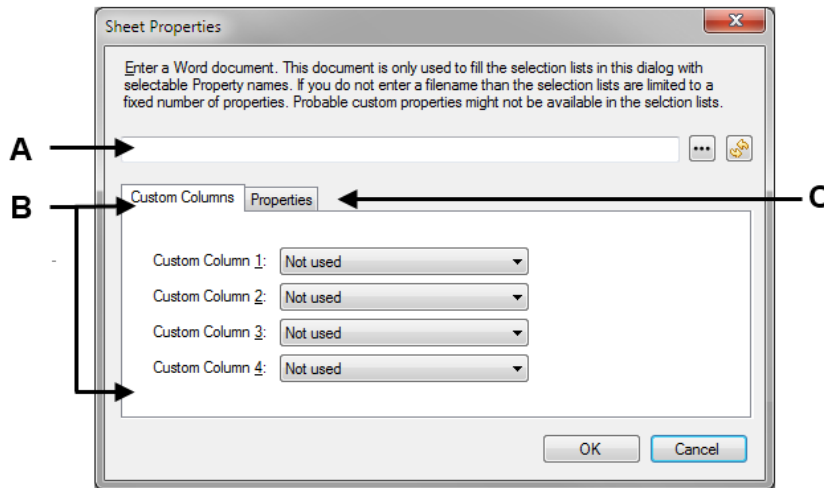 Sheet Properties
Enter a Word document. This document is only used to fill the selection lists in this dialog with
selectable Property names. If you do not enter a filename than the selection lists are limited to a
fixed number of properties. Probable custom properties might not be available in the selction lists.
A
B
C
Custom Columns Properties
Custom Column 1: Not used
Custom Column 2: Not used
Custom Column 3: Not used
Custom Column 4: Not used
OK Cancel